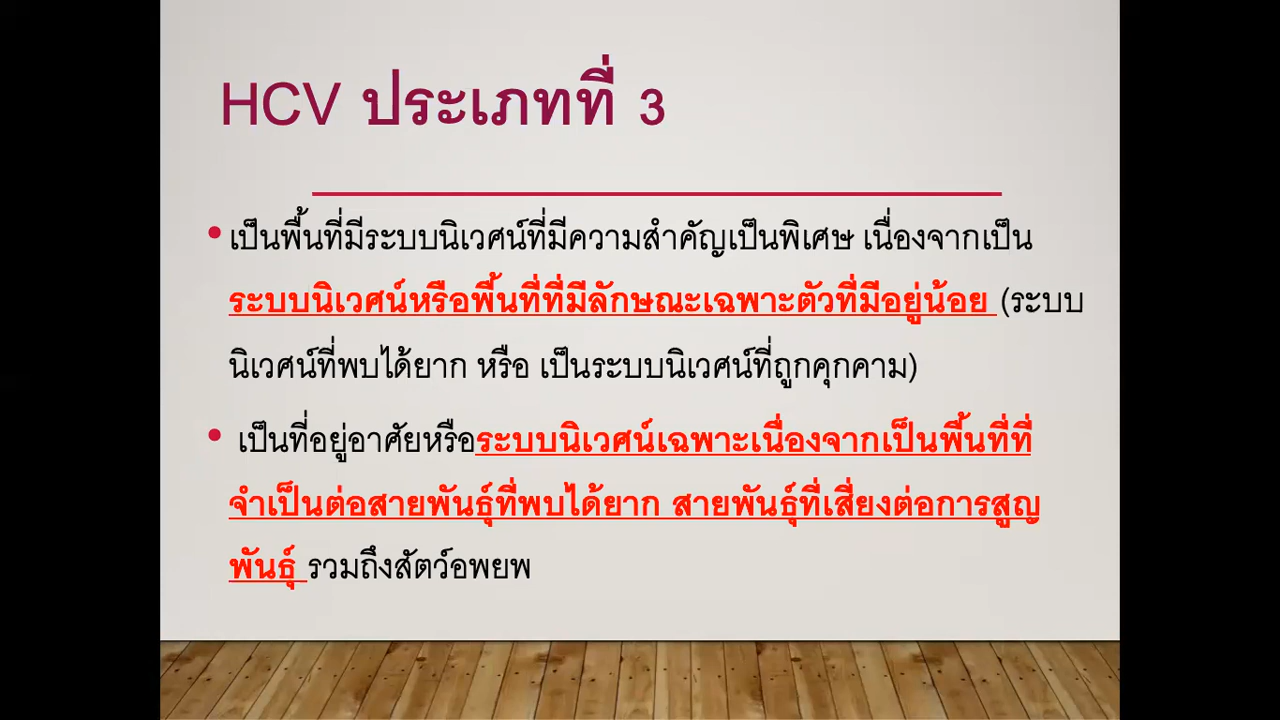 HCV ประเภทที่ 3
• เป็นพื้นที่มีระบบนิเวศน์ที่มีความสำคัญเป็นพิเศษ เนื่องจากเป็น
ระบบนิเวศน์หรือพื้นที่ที่มีลักษณะเฉพาะตัวที่มีอยู่น้อย (ระบบ
นิเวศน์ที่พบได้ยาก หรือ เป็นระบบนิเวศน์ที่ถูกคุกคาม)
• เป็นที่อยู่อาศัยหรือระบบนิเวศน์เฉพาะเนื่องจากเป็นพื้นที่ที่
จำเป็นต่อสายพันธุ์ที่พบได้ยาก สายพันธุ์ที่เสี่ยงต่อการสูญ
พันธุ์ รวมถึงสัตว์อพยพ